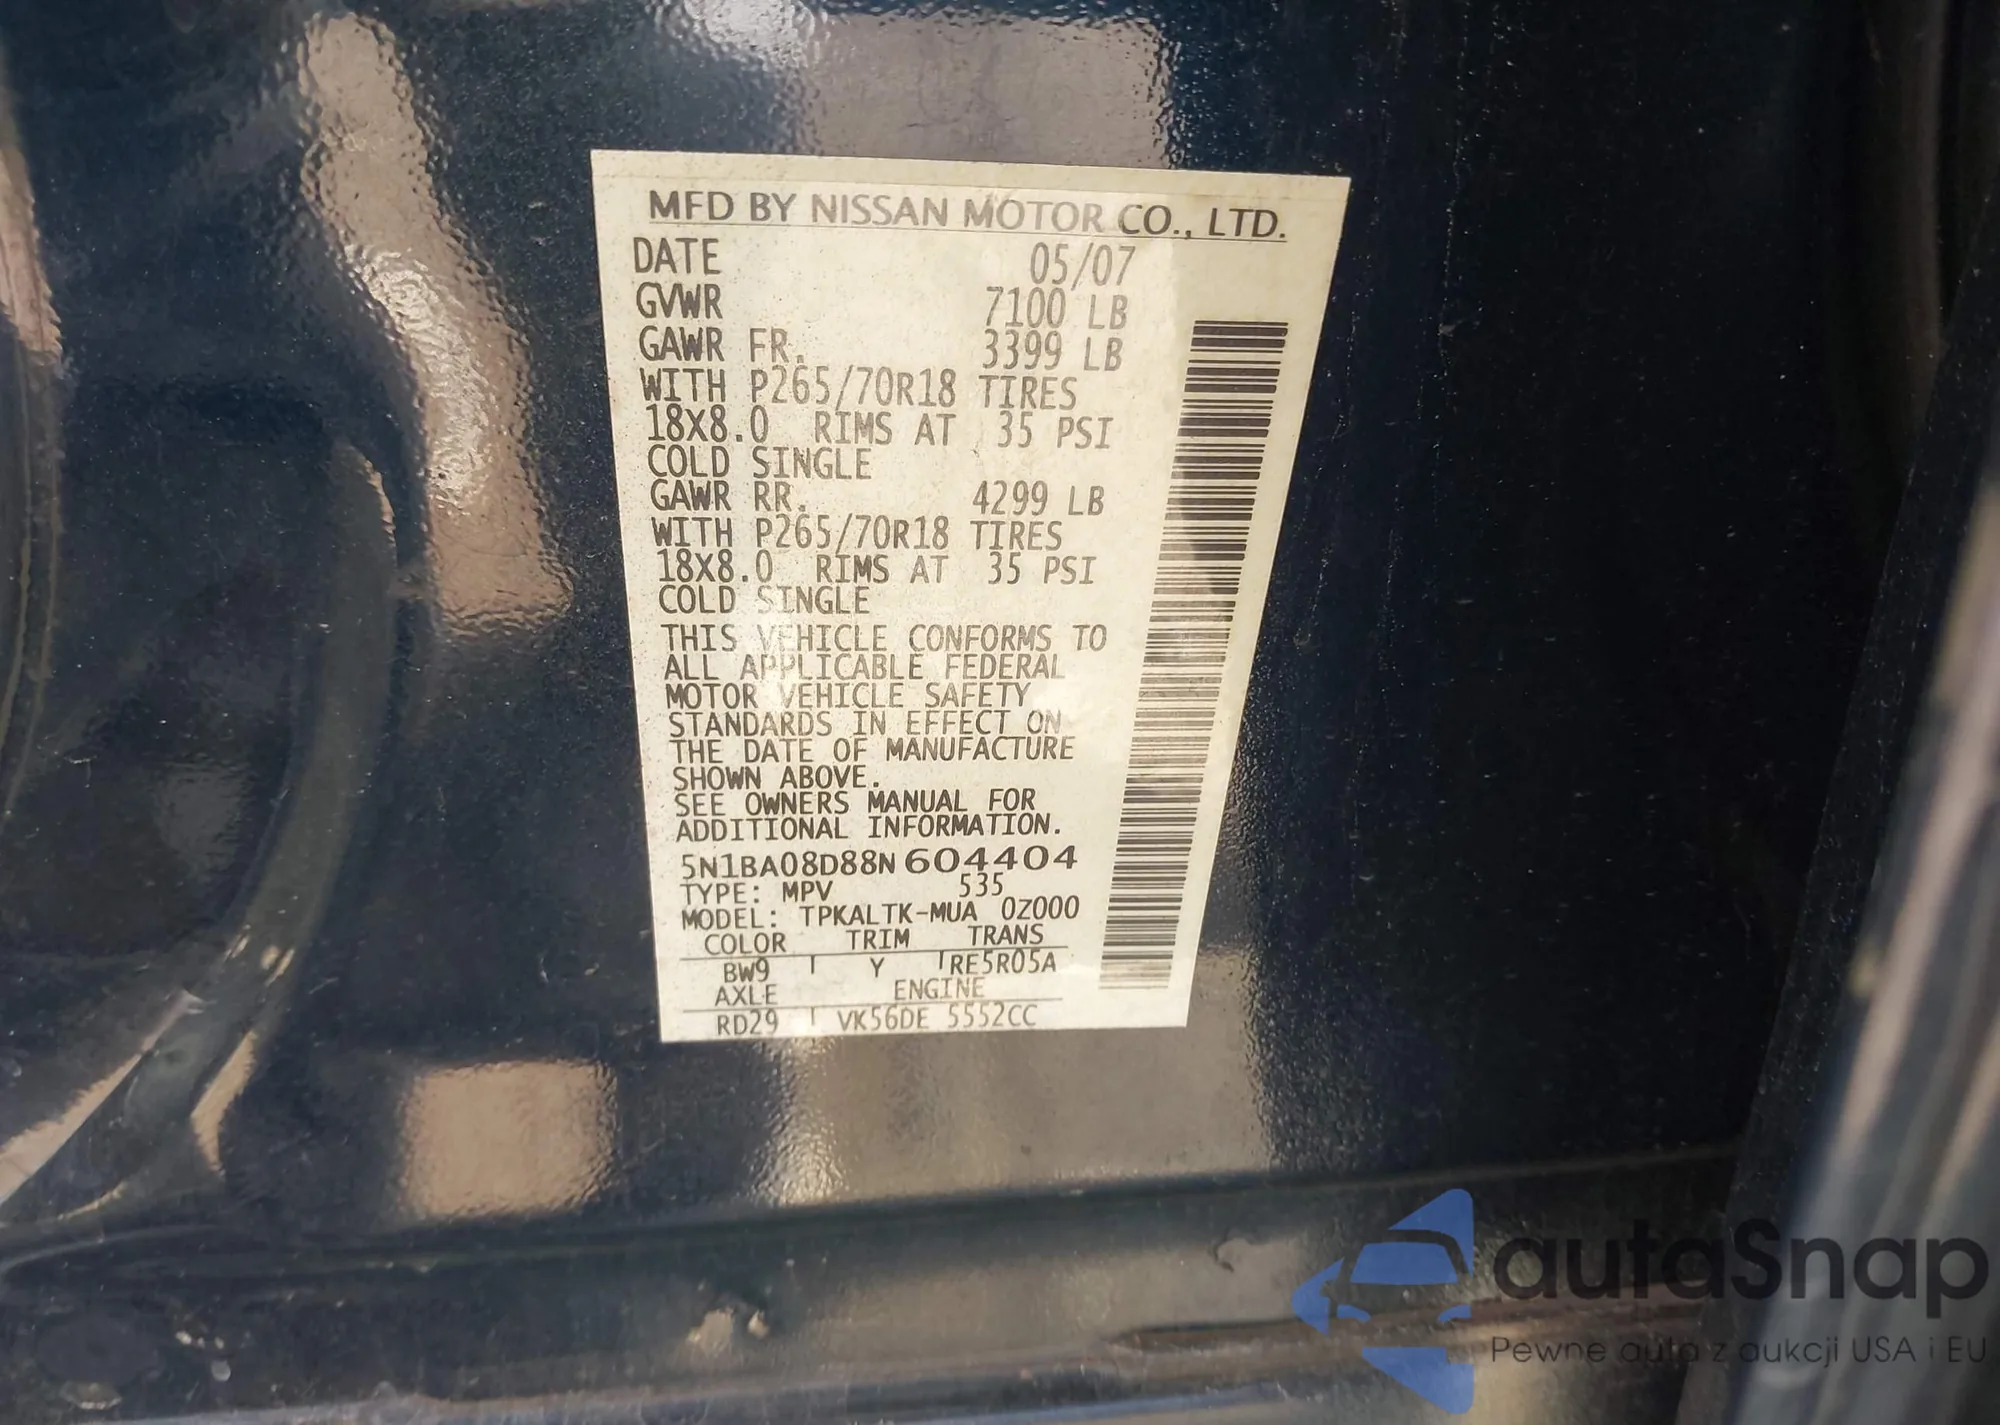 MFD BY NISSAN MOTOR CO., LTD.
DATE 05/07
GVWR 7100 LB
GAWR FR. 3399 LB
WITH P265/70R18 TIRES
18X8.0 RIMS AT 35 PSI
COLD SINGLE
GAWR RR. 4299 LB
WITH P265/70R18 TIRES
18X8.0 RIMS AT 35 PSI
COLD SINGLE
THIS VEHICLE CONFORMS TO
ALL APPLICABLE FEDERAL
MOTOR VEHICLE SAFETY
STANDARDS IN EFFECT ON
THE DATE OF MANUFACTURE
SHOWN ABOVE.
SEE OWNERS MANUAL FOR
ADDITIONAL INFORMATION.
5N1BA08D88N604404
TYPE: MPV 535
MODEL: TPKALTK-MUA 0Z000
COLOR TRIM TRANS
BW9 Y RE5R05A
AXLE ENGINE
RD29 VK56DE 5552CC
autaSnap
Pewne auta z aukcji USA i EU